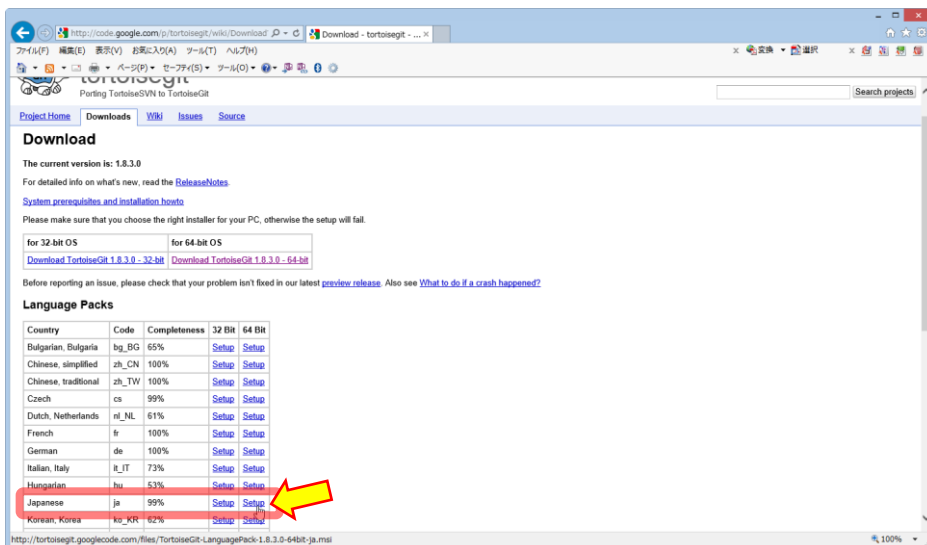 http://code.google.com/p/tortoisegit/wiki/Download
Download - tortoisegit - ... ×
ファイル(F) 編集(E) 表示(V) お気に入り(A) ツール(T) ヘルプ(H)
× 変換 ▾ 選択
ページ(P) ▾ セーフティ(S) ▾ ツール(O) ▾
tortoisegit
Porting TortoiseSVN to TortoiseGit
Search projects
Project Home Downloads Wiki Issues Source
Download
The current version is: 1.8.3.0
For detailed info on what's new, read the ReleaseNotes.
System prerequisites and installation howto
Please make sure that you choose the right installer for your PC, otherwise the setup will fail.
for 32-bit OS for 64-bit OS
Download TortoiseGit 1.8.3.0 - 32-bit Download TortoiseGit 1.8.3.0 - 64-bit
Before reporting an issue, please check that your problem isn't fixed in our latest preview release. Also see What to do if a crash happened?
Language Packs
Country Code Completeness 32 Bit 64 Bit
Bulgarian, Bulgaria bg_BG 65% Setup Setup
Chinese, simplified zh_CN 100% Setup Setup
Chinese, traditional zh_TW 100% Setup Setup
Czech cs 99% Setup Setup
Dutch, Netherlands nl_NL 61% Setup Setup
French fr 100% Setup Setup
German de 100% Setup Setup
Italian, Italy it_IT 73% Setup Setup
Hungarian hu 53% Setup Setup
Japanese ja 99% Setup Setup
Korean, Korea ko_KR 62% Setup Setup
http://tortoisegit.googlecode.com/files/TortoiseGit-LanguagePack-1.8.3.0-64bit-ja.msi
100% ▾